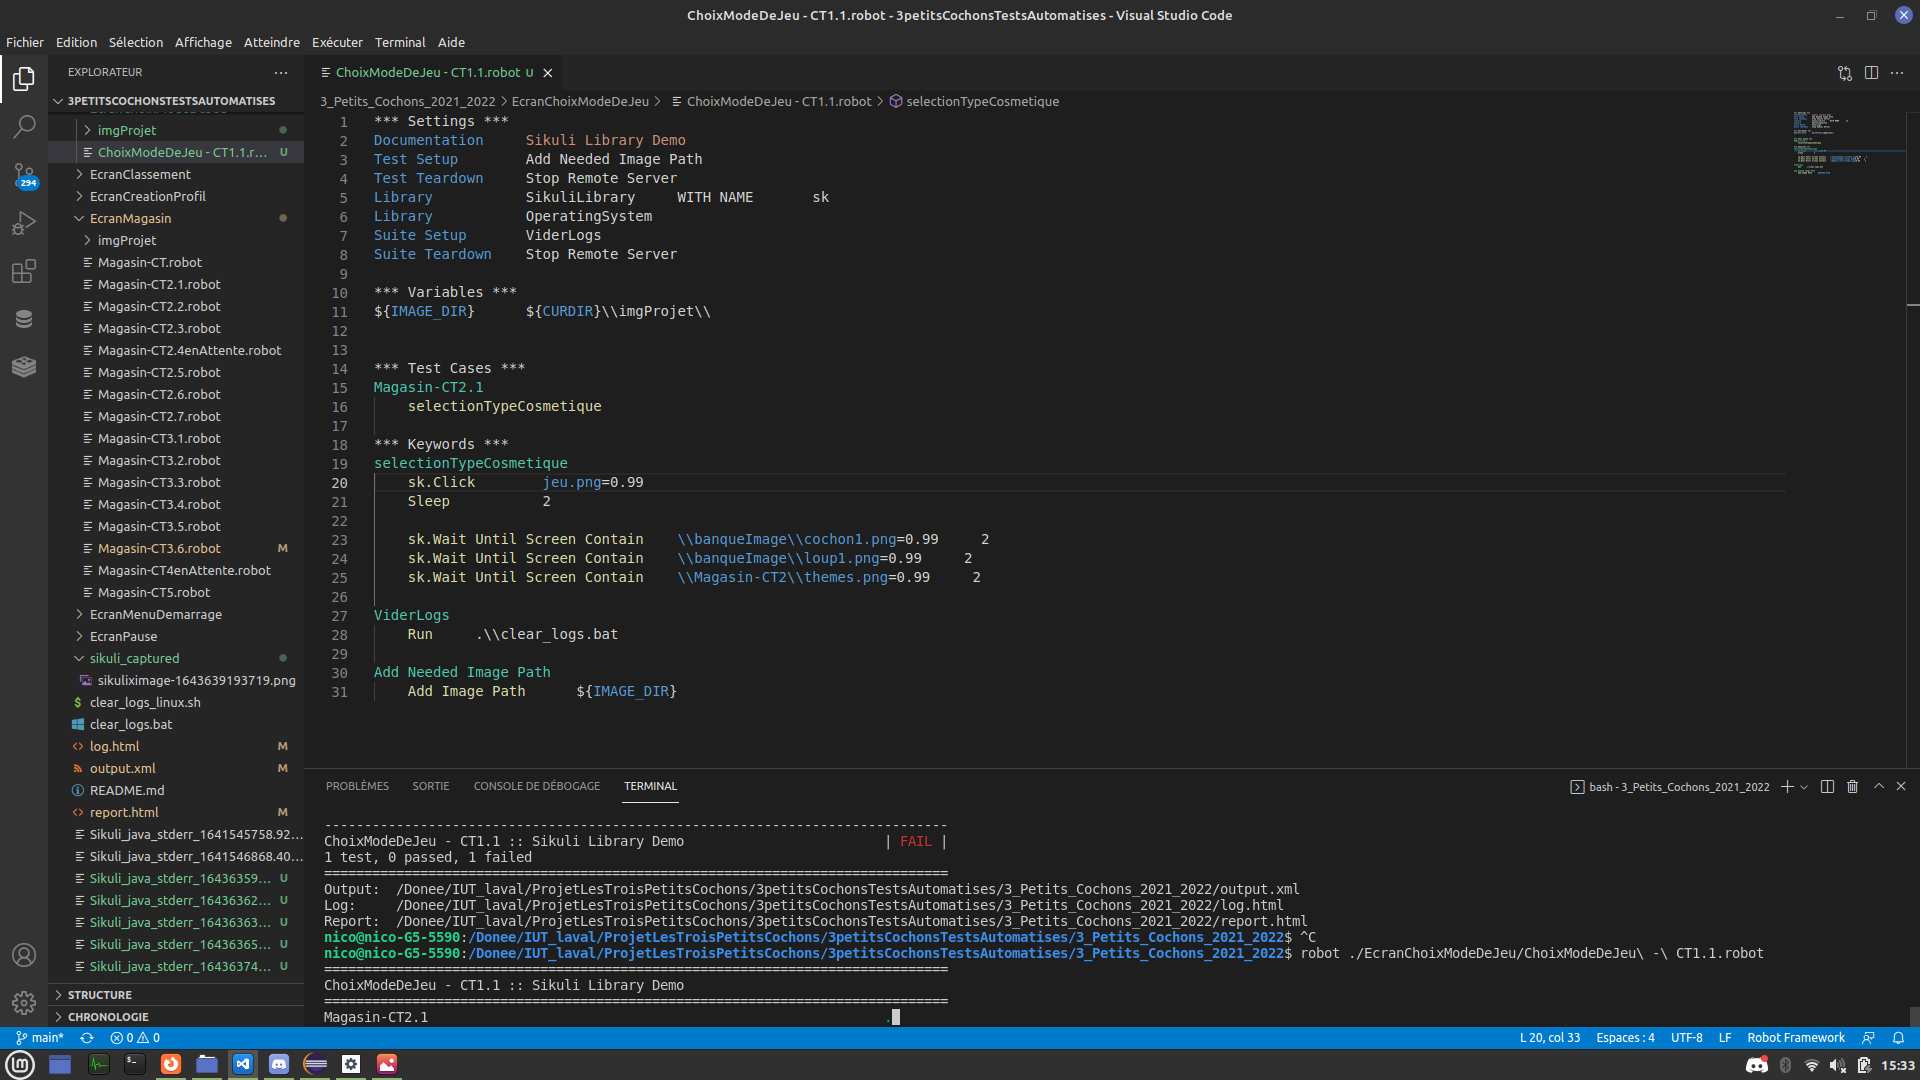 ChoixModeDeJeu - CT1.1.robot - 3petitsCochonsTestsAutomatises - Visual Studio Code
Fichier Edition Sélection Affichage Atteindre Exécuter Terminal Aide
EXPLORATEUR
3PETITSCOCHONSTESTSAUTOMATISES
imgProjet
ChoixModeDeJeu - CT1.1.r... U
EcranClassement
EcranCreationProfil
EcranMagasin
imgProjet
Magasin-CT.robot
Magasin-CT2.1.robot
Magasin-CT2.2.robot
Magasin-CT2.3.robot
Magasin-CT2.4enAttente.robot
Magasin-CT2.5.robot
Magasin-CT2.6.robot
Magasin-CT2.7.robot
Magasin-CT3.1.robot
Magasin-CT3.2.robot
Magasin-CT3.3.robot
Magasin-CT3.4.robot
Magasin-CT3.5.robot
Magasin-CT3.6.robot M
Magasin-CT4enAttente.robot
Magasin-CT5.robot
EcranMenuDemarrage
EcranPause
sikuli_captured
sikuliximage-1643639193719.png
clear_logs_linux.sh
clear_logs.bat
log.html M
output.xml M
README.md
report.html M
Sikuli_java_stderr_1641545758.92...
Sikuli_java_stderr_1641546868.40...
Sikuli_java_stderr_16436359... U
Sikuli_java_stderr_16436362... U
Sikuli_java_stderr_16436363... U
Sikuli_java_stderr_16436365... U
Sikuli_java_stderr_16436374... U
STRUCTURE
CHRONOLOGIE
294
ChoixModeDeJeu - CT1.1.robot U
3_Petits_Cochons_2021_2022 > EcranChoixModeDeJeu > ChoixModeDeJeu - CT1.1.robot > selectionTypeCosmetique
1 *** Settings ***
2 Documentation Sikuli Library Demo
3 Test Setup Add Needed Image Path
4 Test Teardown Stop Remote Server
5 Library SikuliLibrary WITH NAME sk
6 Library OperatingSystem
7 Suite Setup ViderLogs
8 Suite Teardown Stop Remote Server
9
10 *** Variables ***
11 ${IMAGE_DIR} ${CURDIR}\\imgProjet\\
12
13
14 *** Test Cases ***
15 Magasin-CT2.1
16 selectionTypeCosmetique
17
18 *** Keywords ***
19 selectionTypeCosmetique
20 sk.Click jeu.png=0.99
21 Sleep 2
22
23 sk.Wait Until Screen Contain \\banqueImage\\cochon1.png=0.99 2
24 sk.Wait Until Screen Contain \\banqueImage\\loup1.png=0.99 2
25 sk.Wait Until Screen Contain \\Magasin-CT2\\themes.png=0.99 2
26
27 ViderLogs
28 Run .\\clear_logs.bat
29
30 Add Needed Image Path
31 Add Image Path ${IMAGE_DIR}
PROBLÈMES SORTIE CONSOLE DE DÉBOGAGE TERMINAL
bash - 3_Petits_Cochons_2021_2022
------------------------------------------------------------------------------
ChoixModeDeJeu - CT1.1 :: Sikuli Library Demo | FAIL |
1 test, 0 passed, 1 failed
==============================================================================
Output: /Donee/IUT_laval/ProjetLesTroisPetitsCochons/3petitsCochonsTestsAutomatises/3_Petits_Cochons_2021_2022/output.xml
Log: /Donee/IUT_laval/ProjetLesTroisPetitsCochons/3petitsCochonsTestsAutomatises/3_Petits_Cochons_2021_2022/log.html
Report: /Donee/IUT_laval/ProjetLesTroisPetitsCochons/3petitsCochonsTestsAutomatises/3_Petits_Cochons_2021_2022/report.html
nico@nico-G5-5590:/Donee/IUT_laval/ProjetLesTroisPetitsCochons/3petitsCochonsTestsAutomatises/3_Petits_Cochons_2021_2022$ ^C
nico@nico-G5-5590:/Donee/IUT_laval/ProjetLesTroisPetitsCochons/3petitsCochonsTestsAutomatises/3_Petits_Cochons_2021_2022$ robot ./EcranChoixModeDeJeu/ChoixModeDeJeu\ -\ CT1.1.robot
==============================================================================
ChoixModeDeJeu - CT1.1 :: Sikuli Library Demo
==============================================================================
Magasin-CT2.1 .
main* 0 0
L 20, col 33 Espaces : 4 UTF-8 LF Robot Framework
15:33